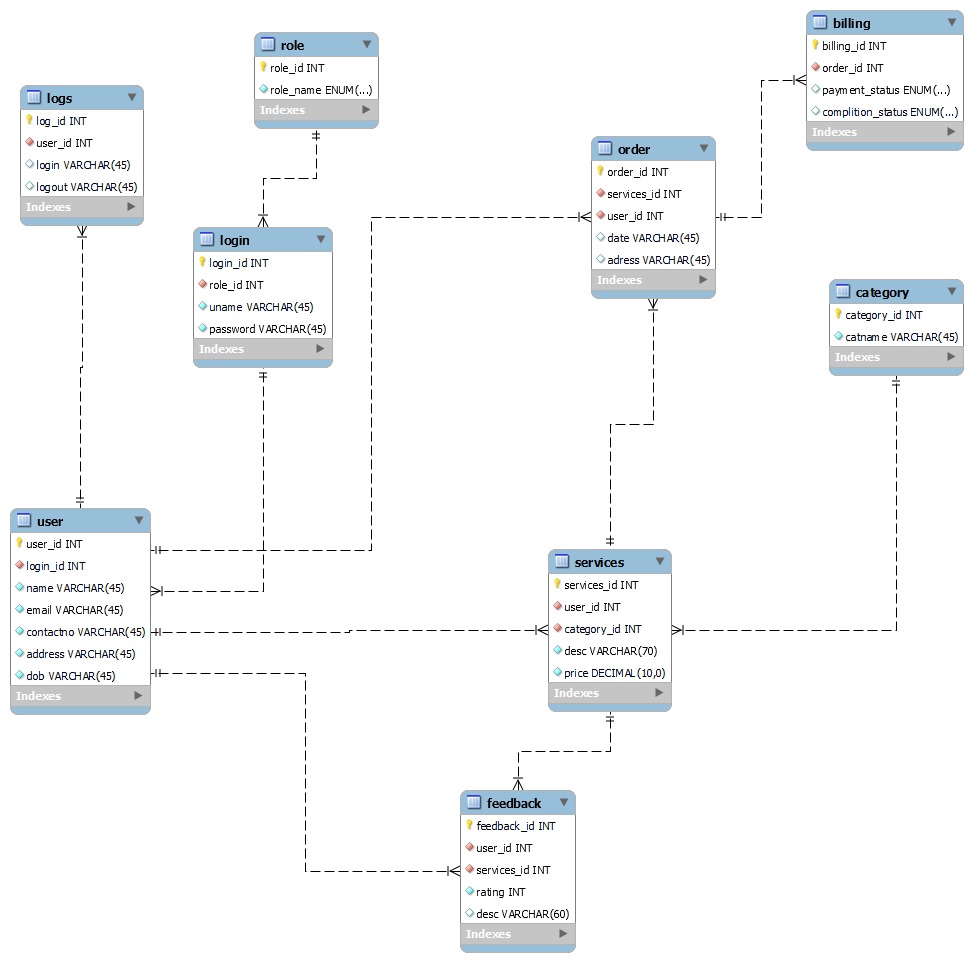 billing
billing_id INT
order_id INT
payment_status ENUM(...)
complition_status ENUM(...)
Indexes
role
role_id INT
role_name ENUM(...)
Indexes
logs
log_id INT
user_id INT
login VARCHAR(45)
logout VARCHAR(45)
Indexes
order
order_id INT
services_id INT
user_id INT
date VARCHAR(45)
adress VARCHAR(45)
Indexes
login
login_id INT
role_id INT
uname VARCHAR(45)
password VARCHAR(45)
Indexes
category
category_id INT
catname VARCHAR(45)
Indexes
user
user_id INT
login_id INT
name VARCHAR(45)
email VARCHAR(45)
contactno VARCHAR(45)
address VARCHAR(45)
dob VARCHAR(45)
Indexes
services
services_id INT
user_id INT
category_id INT
desc VARCHAR(70)
price DECIMAL(10,0)
Indexes
feedback
feedback_id INT
user_id INT
services_id INT
rating INT
desc VARCHAR(60)
Indexes